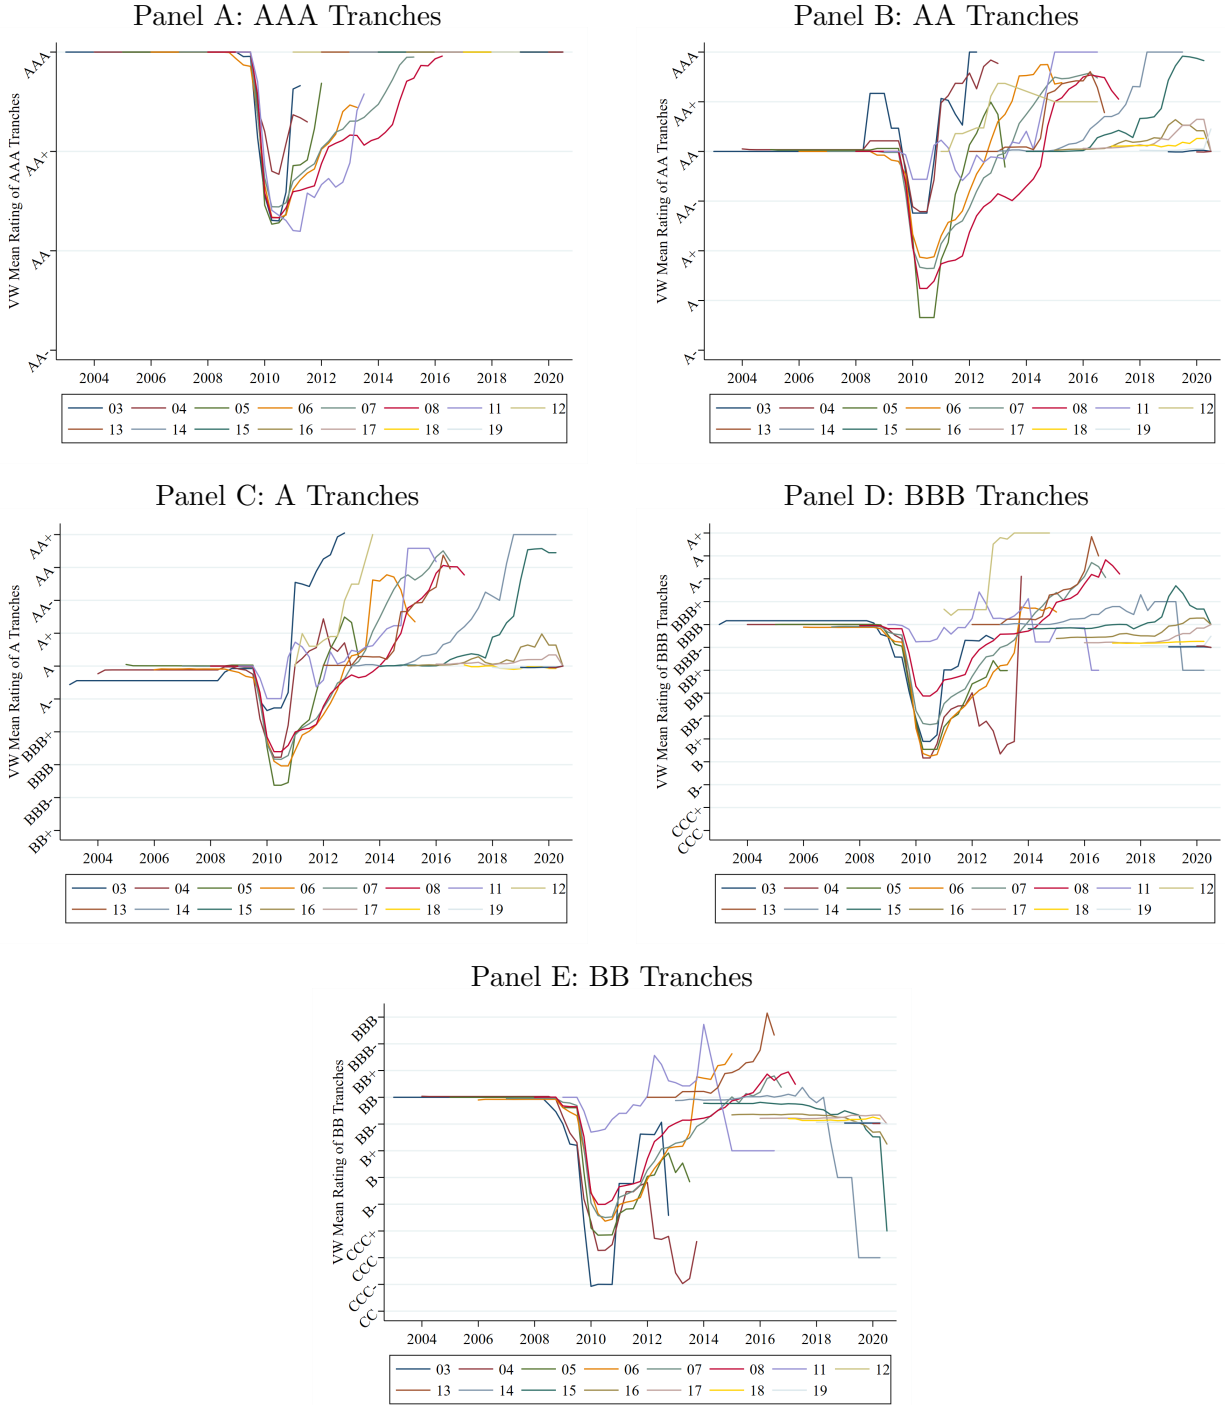 Panel A: AAA Tranches
VW Mean Rating of AAA Tranches
AAA
AA+
AA
AA-
2004 2006 2008 2010 2012 2014 2016 2018 2020
03 04 05 06 07 08 11 12
13 14 15 16 17 18 19
Panel B: AA Tranches
VW Mean Rating of AA Tranches
AAA
AA+
AA
AA-
A+
A
A-
2004 2006 2008 2010 2012 2014 2016 2018 2020
03 04 05 06 07 08 11 12
13 14 15 16 17 18 19
Panel C: A Tranches
VW Mean Rating of A Tranches
AA+
AA
AA-
A+
A
A-
BBB+
BBB
BBB-
BB+
2004 2006 2008 2010 2012 2014 2016 2018 2020
03 04 05 06 07 08 11 12
13 14 15 16 17 18 19
Panel D: BBB Tranches
VW Mean Rating of BBB Tranches
A+
A
A-
BBB+
BBB
BBB-
BB+
BB
BB-
B+
B
B-
CCC+
CCC
2004 2006 2008 2010 2012 2014 2016 2018 2020
03 04 05 06 07 08 11 12
13 14 15 16 17 18 19
Panel E: BB Tranches
VW Mean Rating of BB Tranches
BBB
BBB-
BB+
BB
BB-
B+
B
B-
CCC+
CCC
CCC-
CC
2004 2006 2008 2010 2012 2014 2016 2018 2020
03 04 05 06 07 08 11 12
13 14 15 16 17 18 19